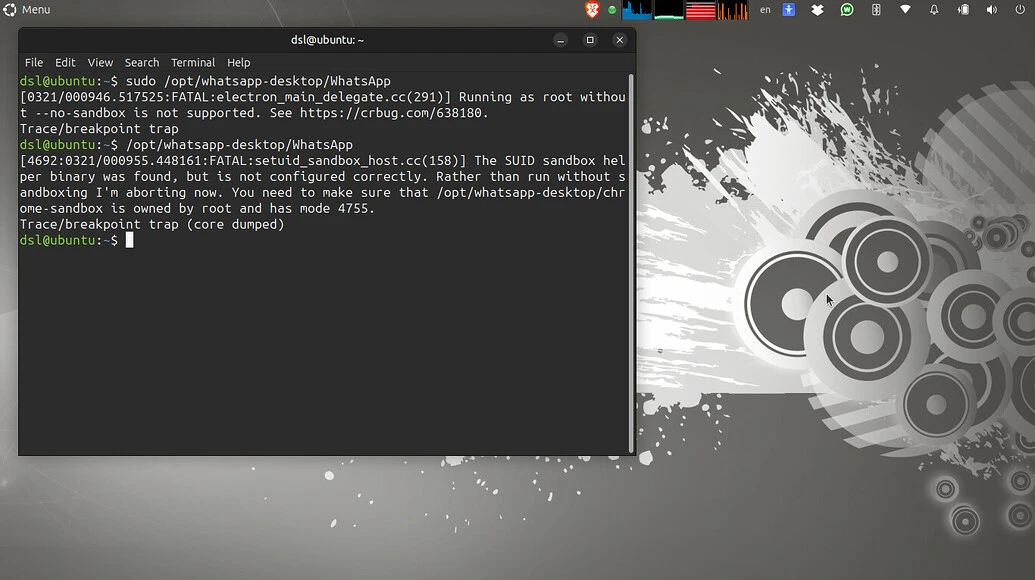 Menu
en
dsl@ubuntu: ~
File Edit View Search Terminal Help
dsl@ubuntu:~$ sudo /opt/whatsapp-desktop/WhatsApp
[0321/000946.517525:FATAL:electron_main_delegate.cc(291)] Running as root withou
t --no-sandbox is not supported. See https://crbug.com/638180.
Trace/breakpoint trap
dsl@ubuntu:~$ /opt/whatsapp-desktop/WhatsApp
[4692:0321/000955.448161:FATAL:setuid_sandbox_host.cc(158)] The SUID sandbox hel
per binary was found, but is not configured correctly. Rather than run without s
andboxing I'm aborting now. You need to make sure that /opt/whatsapp-desktop/chr
ome-sandbox is owned by root and has mode 4755.
Trace/breakpoint trap (core dumped)
dsl@ubuntu:~$